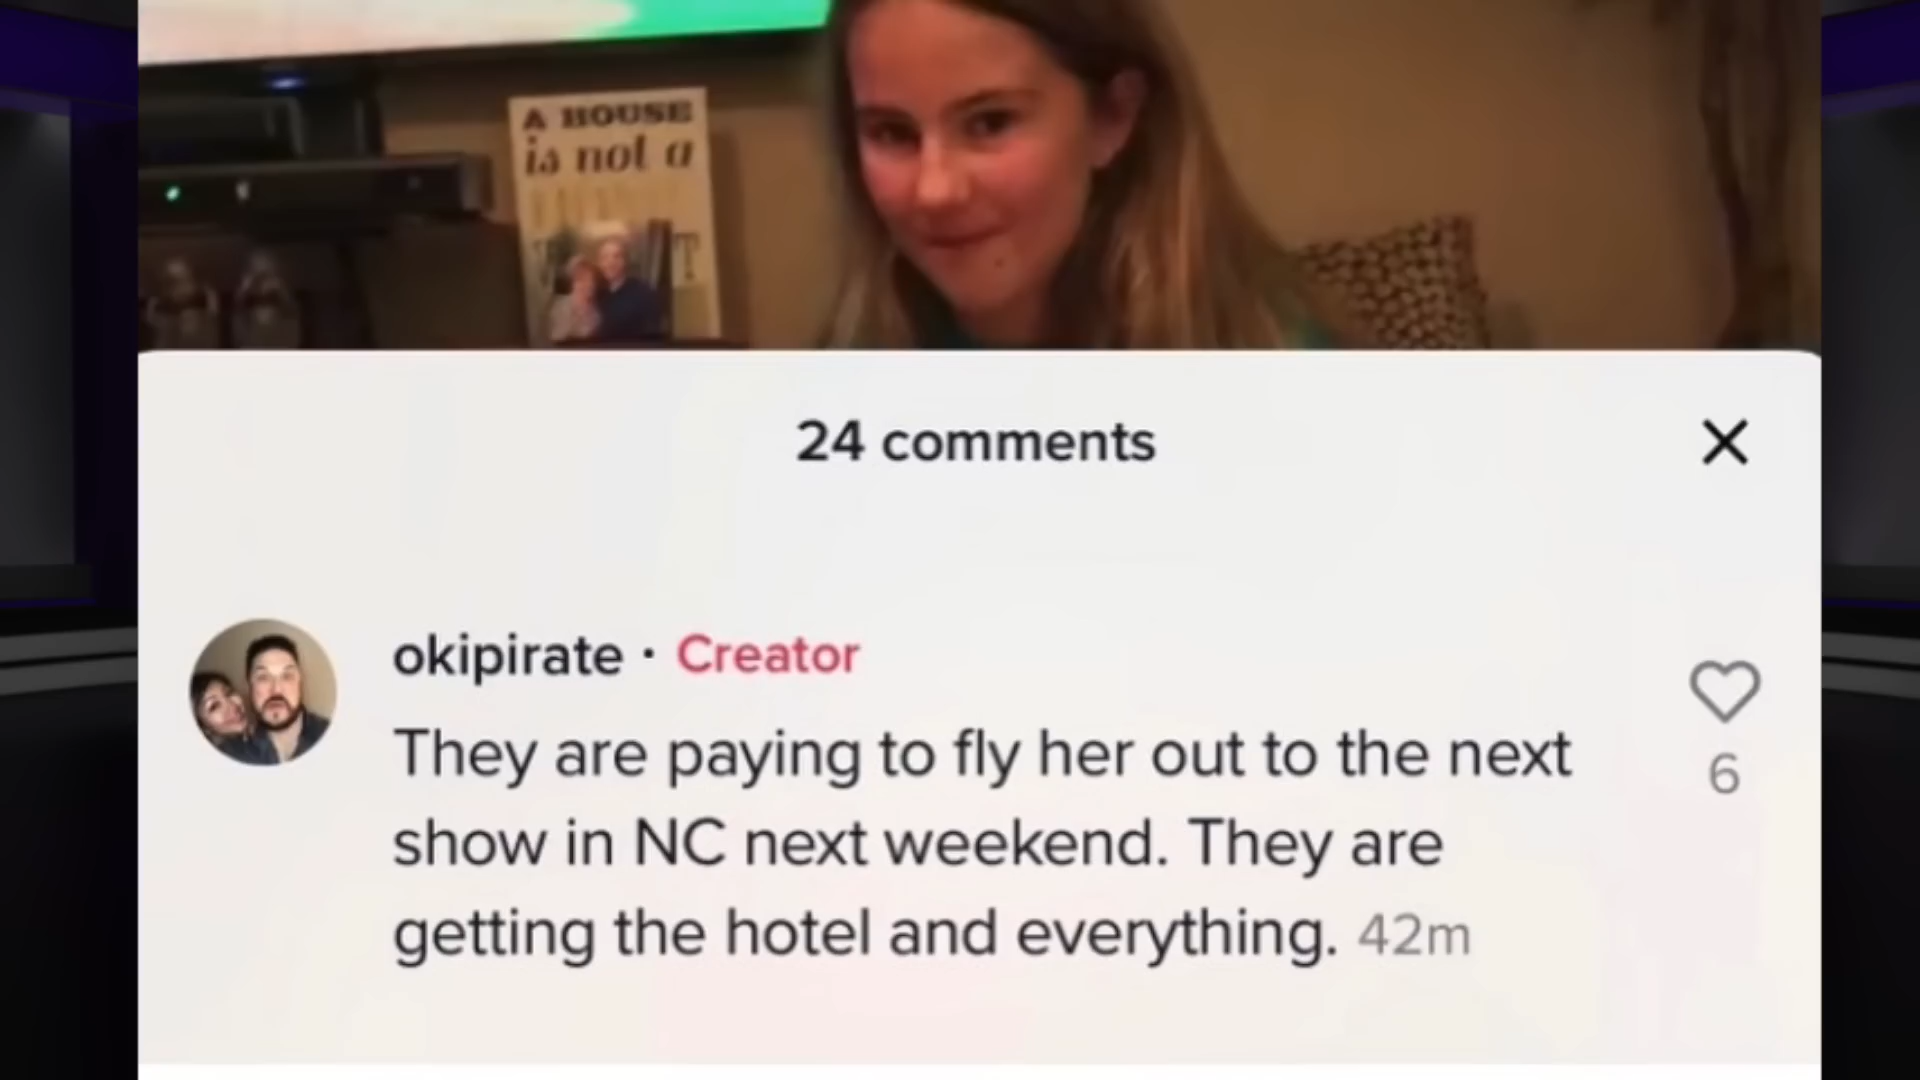 A HOUSE
is not a
24 comments
okipirate · Creator
They are paying to fly her out to the next
show in NC next weekend. They are
getting the hotel and everything. 42m
6